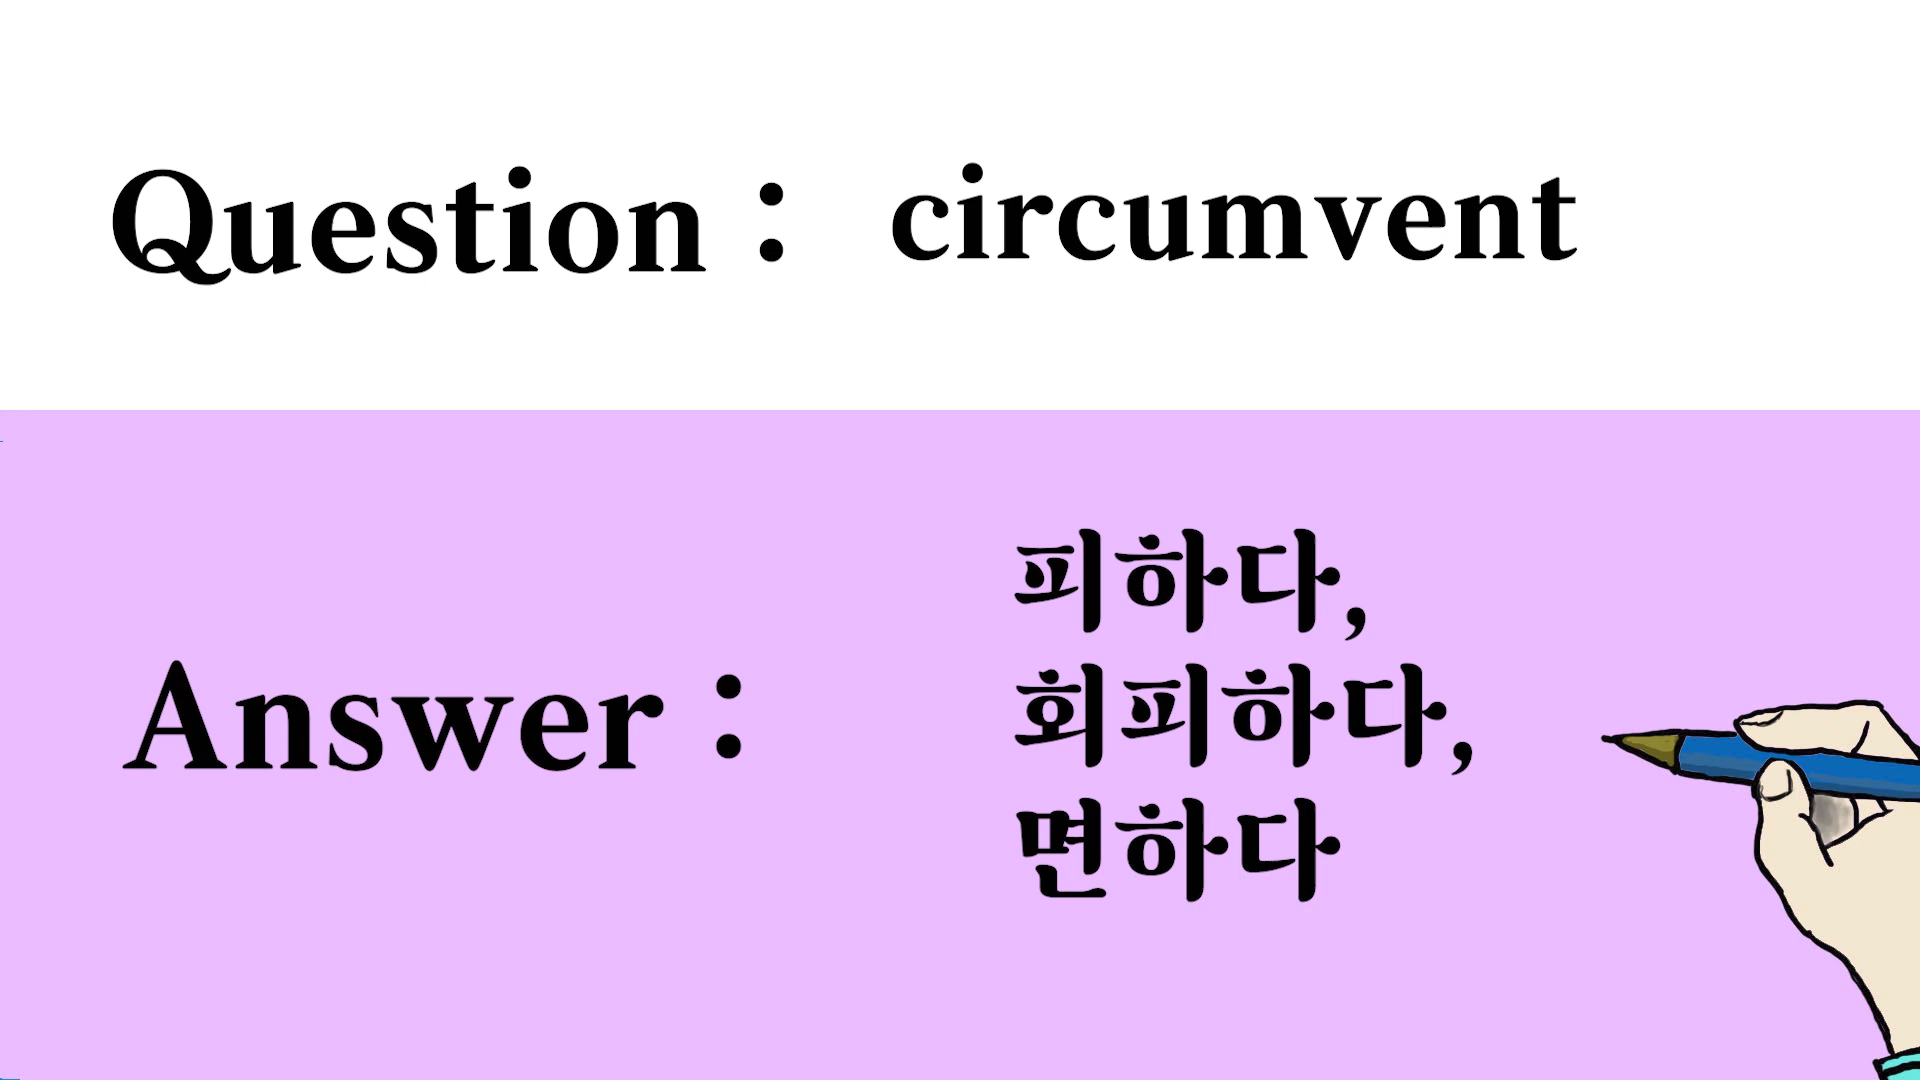 Question : circumvent
Answer :
피하다,
회피하다,
면하다